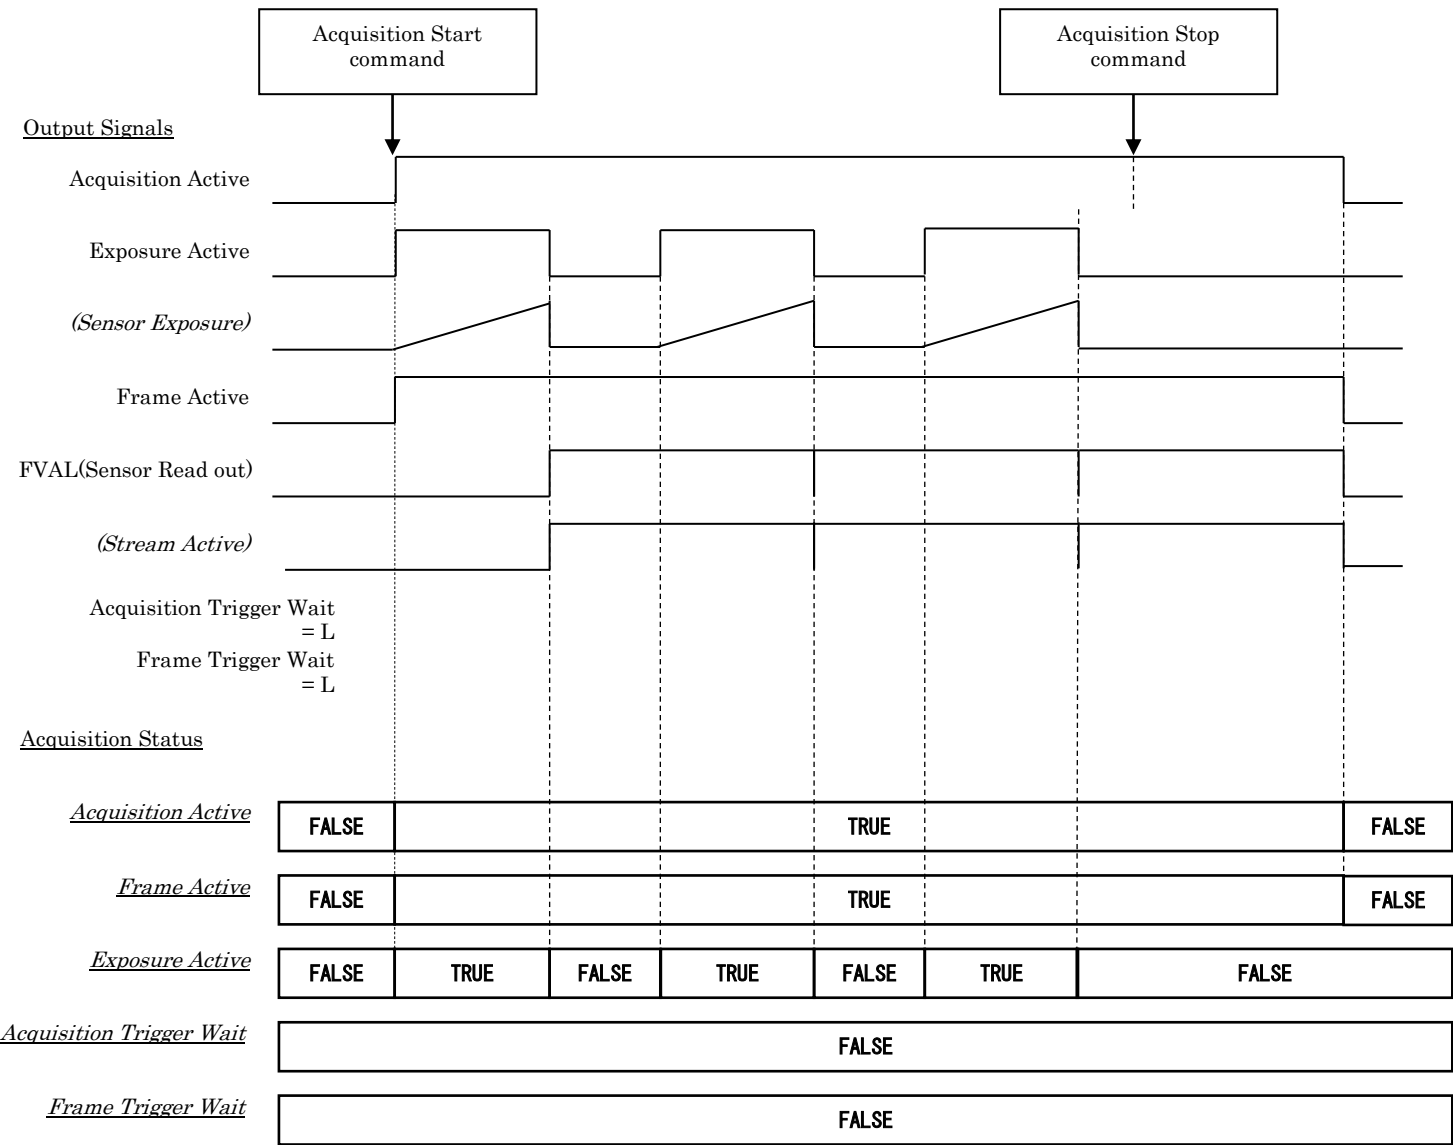 Acquisition Start
command
Acquisition Stop
command
Output Signals
Acquisition Active
Exposure Active
(Sensor Exposure)
Frame Active
FVAL(Sensor Read out)
(Stream Active)
Acquisition Trigger Wait
= L
Frame Trigger Wait
= L
Acquisition Status
Acquisition Active
FALSE TRUE FALSE
Frame Active
FALSE TRUE FALSE
Exposure Active
FALSE TRUE FALSE TRUE FALSE TRUE FALSE
Acquisition Trigger Wait
FALSE
Frame Trigger Wait
FALSE